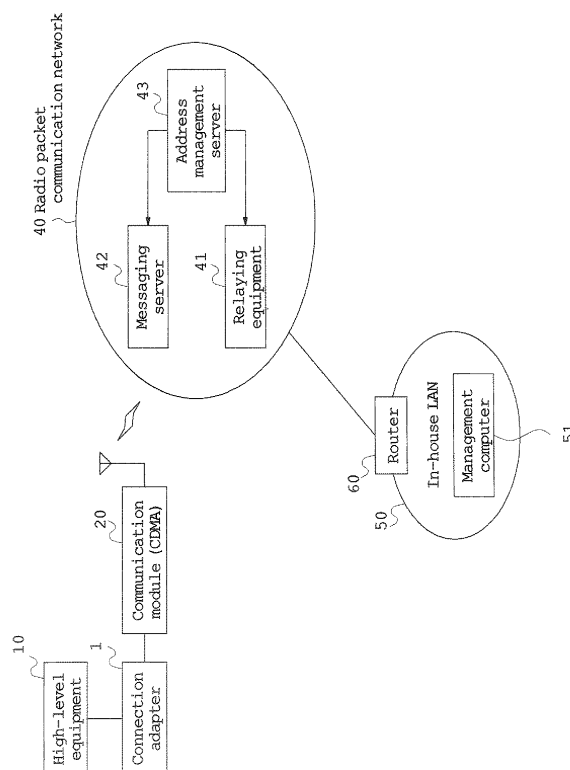 10
High-level
equipment
1
Connection
adapter
20
Communication
module (CDMA)
40 Radio packet
communication network
42
Messaging
server
41
Relaying
equipment
43
Address
management
server
60
Router
50
In-house LAN
Management
computer
51